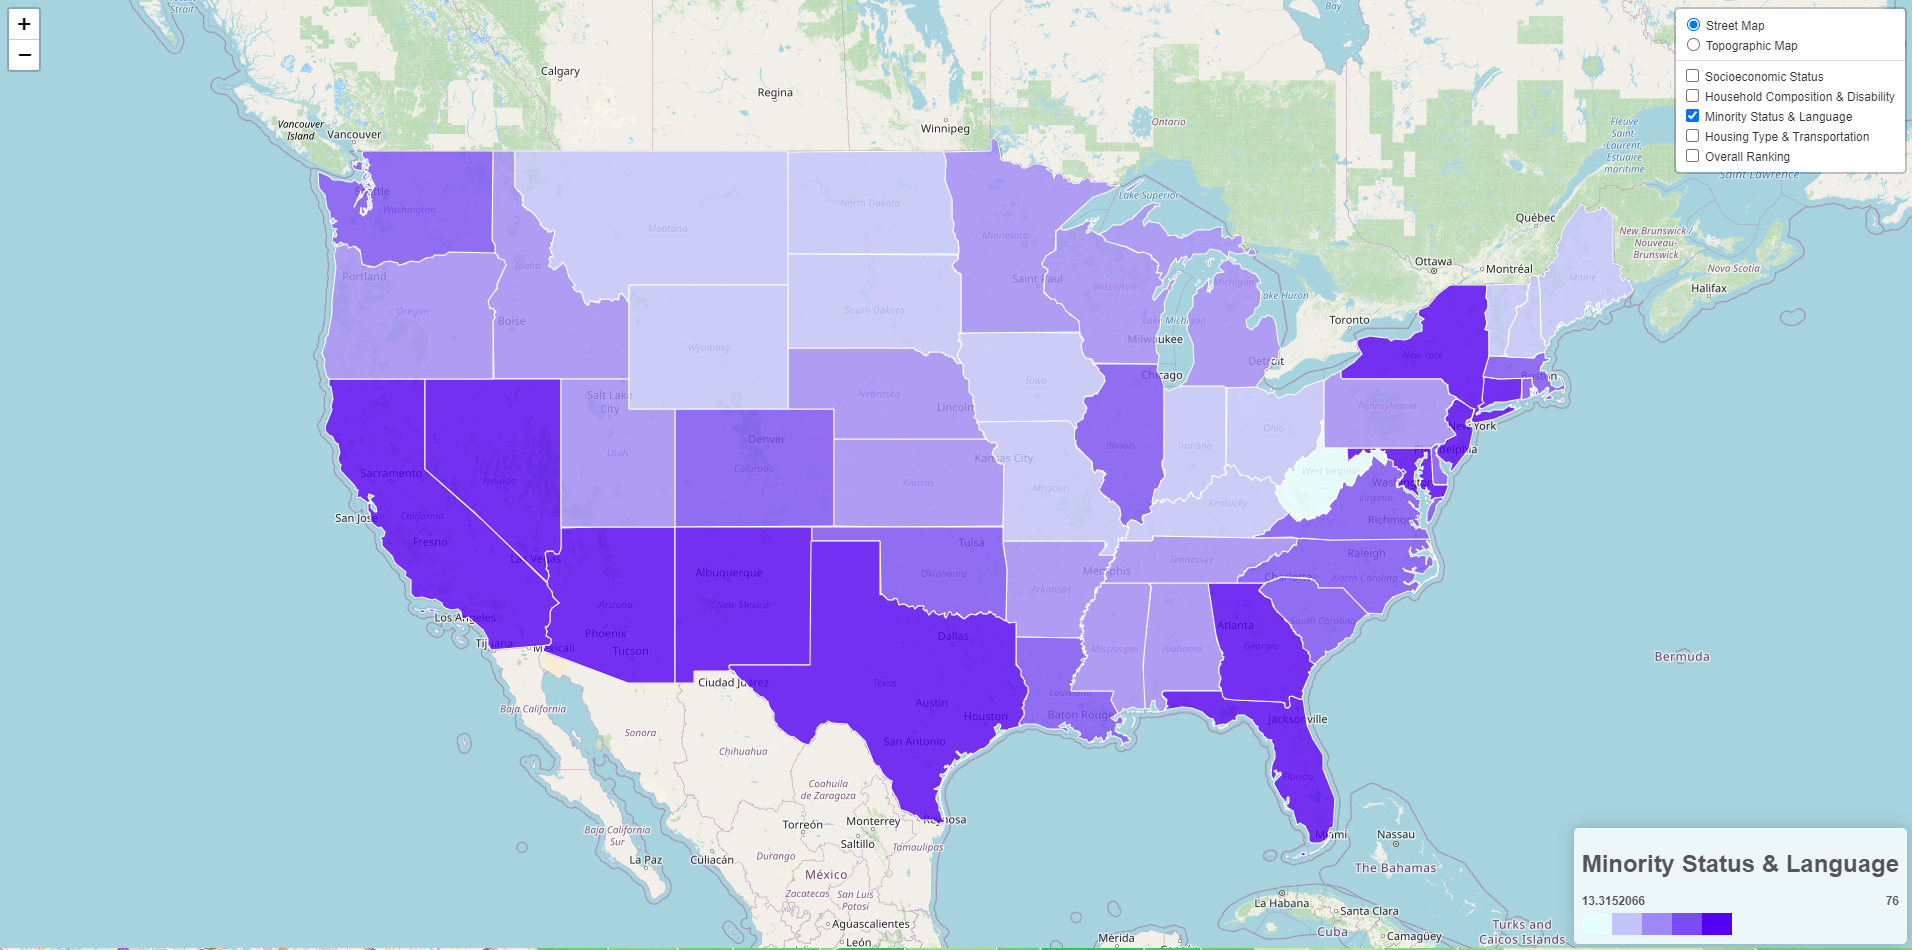 +
−
Street Map
Topographic Map
Socioeconomic Status
Household Composition & Disability
Minority Status & Language
Housing Type & Transportation
Overall Ranking
Strait
Bay
Calgary
Regina
Winnipeg
Ontario
Vancouver
Island
Vancouver
Fleuve
Saint-
Laurent,
Estuaire
maritime
Saint-Lawrence
Lake Superior
Québec
New Brunswick /
Nouveau-
Brunswick
Nova Scotia
Halifax
Ottawa
Montréal
Toronto
Lake Huron
Seattle
Washington
Portland
Oregon
Idaho
Boise
Montana
North Dakota
South Dakota
Wyoming
Minnesota
Saint Paul
Wisconsin
Michigan
Lake Michigan
Milwaukee
Detroit
Chicago
Maine
New York
Boston
Salt Lake
City
Utah
Nebraska
Lincoln
Iowa
Denver
Colorado
Kansas
Kansas City
Missouri
Illinois
Indiana
Ohio
Pennsylvania
New York
Philadelphia
West Virginia
Washington
Virginia
Richmond
Kentucky
Sacramento
Nevada
San Jose
California
Fresno
Las Vegas
Los Angeles
Tijuana
Mexicali
Arizona
Phoenix
Tucson
Albuquerque
New Mexico
Tulsa
Oklahoma
Arkansas
Memphis
Tennessee
Charlotte
Raleigh
North Carolina
South Carolina
Atlanta
Georgia
Mississippi
Alabama
Louisiana
Baton Rouge
Dallas
Texas
Austin
Houston
San Antonio
Jacksonville
Florida
Miami
Bermuda
Ciudad Juárez
Baja California
Sonora
Chihuahua
Coahuila
de Zaragoza
Baja California
Sur
La Paz
Culiacán
Torreón
Durango
Monterrey
Saltillo
Reynosa
Tamaulipas
México
Zacatecas
San Luis
Potosí
Aguascalientes
León
Mérida
Nassau
The Bahamas
La Habana
Santa Clara
Cuba
Camagüey
Turks and
Caicos Islands
Minority Status & Language
13.3152066
76